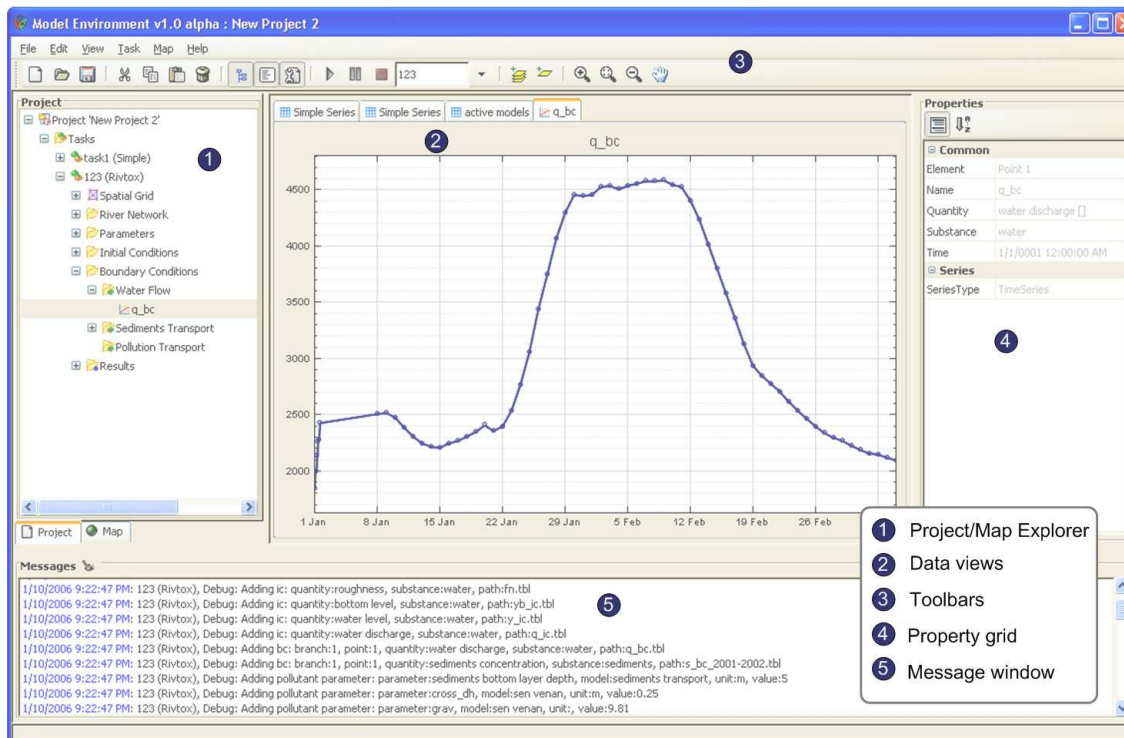 Model Environment v1.0 alpha : New Project 2
File Edit View Task Map Help
123
3
Project
Project 'New Project 2'
Tasks
task1 (Simple)
123 (Rivtox)
Spatial Grid
River Network
Parameters
Initial Conditions
Boundary Conditions
Water Flow
q_bc
Sediments Transport
Pollution Transport
Results
1
Project Map
Simple Series Simple Series active models q_bc
2
q_bc
4500
4000
3500
3000
2500
2000
1 Jan 8 Jan 15 Jan 22 Jan 29 Jan 5 Feb 12 Feb 19 Feb 26 Feb
Properties
Common
Element Point 1
Name q_bc
Quantity water discharge []
Substance water
Time 1/1/0001 12:00:00 AM
Series
SeriesType TimeSeries
4
Messages
1/10/2006 9:22:47 PM: 123 (Rivtox), Debug: Adding ic: quantity:roughness, substance:water, path:fn.tbl
1/10/2006 9:22:47 PM: 123 (Rivtox), Debug: Adding ic: quantity:bottom level, substance:water, path:yb_ic.tbl
1/10/2006 9:22:47 PM: 123 (Rivtox), Debug: Adding ic: quantity:water level, substance:water, path:y_ic.tbl
1/10/2006 9:22:47 PM: 123 (Rivtox), Debug: Adding ic: quantity:water discharge, substance:water, path:q_ic.tbl
1/10/2006 9:22:47 PM: 123 (Rivtox), Debug: Adding bc: branch:1, point:1, quantity:water discharge, substance:water, path:q_bc.tbl
1/10/2006 9:22:47 PM: 123 (Rivtox), Debug: Adding bc: branch:1, point:1, quantity:sediments concentration, substance:sediments, path:s_bc_2001-2002.tbl
1/10/2006 9:22:47 PM: 123 (Rivtox), Debug: Adding pollutant parameter: parameter:sediments bottom layer depth, model:sediments transport, unit:m, value:5
1/10/2006 9:22:47 PM: 123 (Rivtox), Debug: Adding pollutant parameter: parameter:cross_dh, model:sen venan, unit:m, value:0.25
1/10/2006 9:22:47 PM: 123 (Rivtox), Debug: Adding pollutant parameter: parameter:grav, model:sen venan, unit:, value:9.81
5
1 Project/Map Explorer
2 Data views
3 Toolbars
4 Property grid
5 Message window